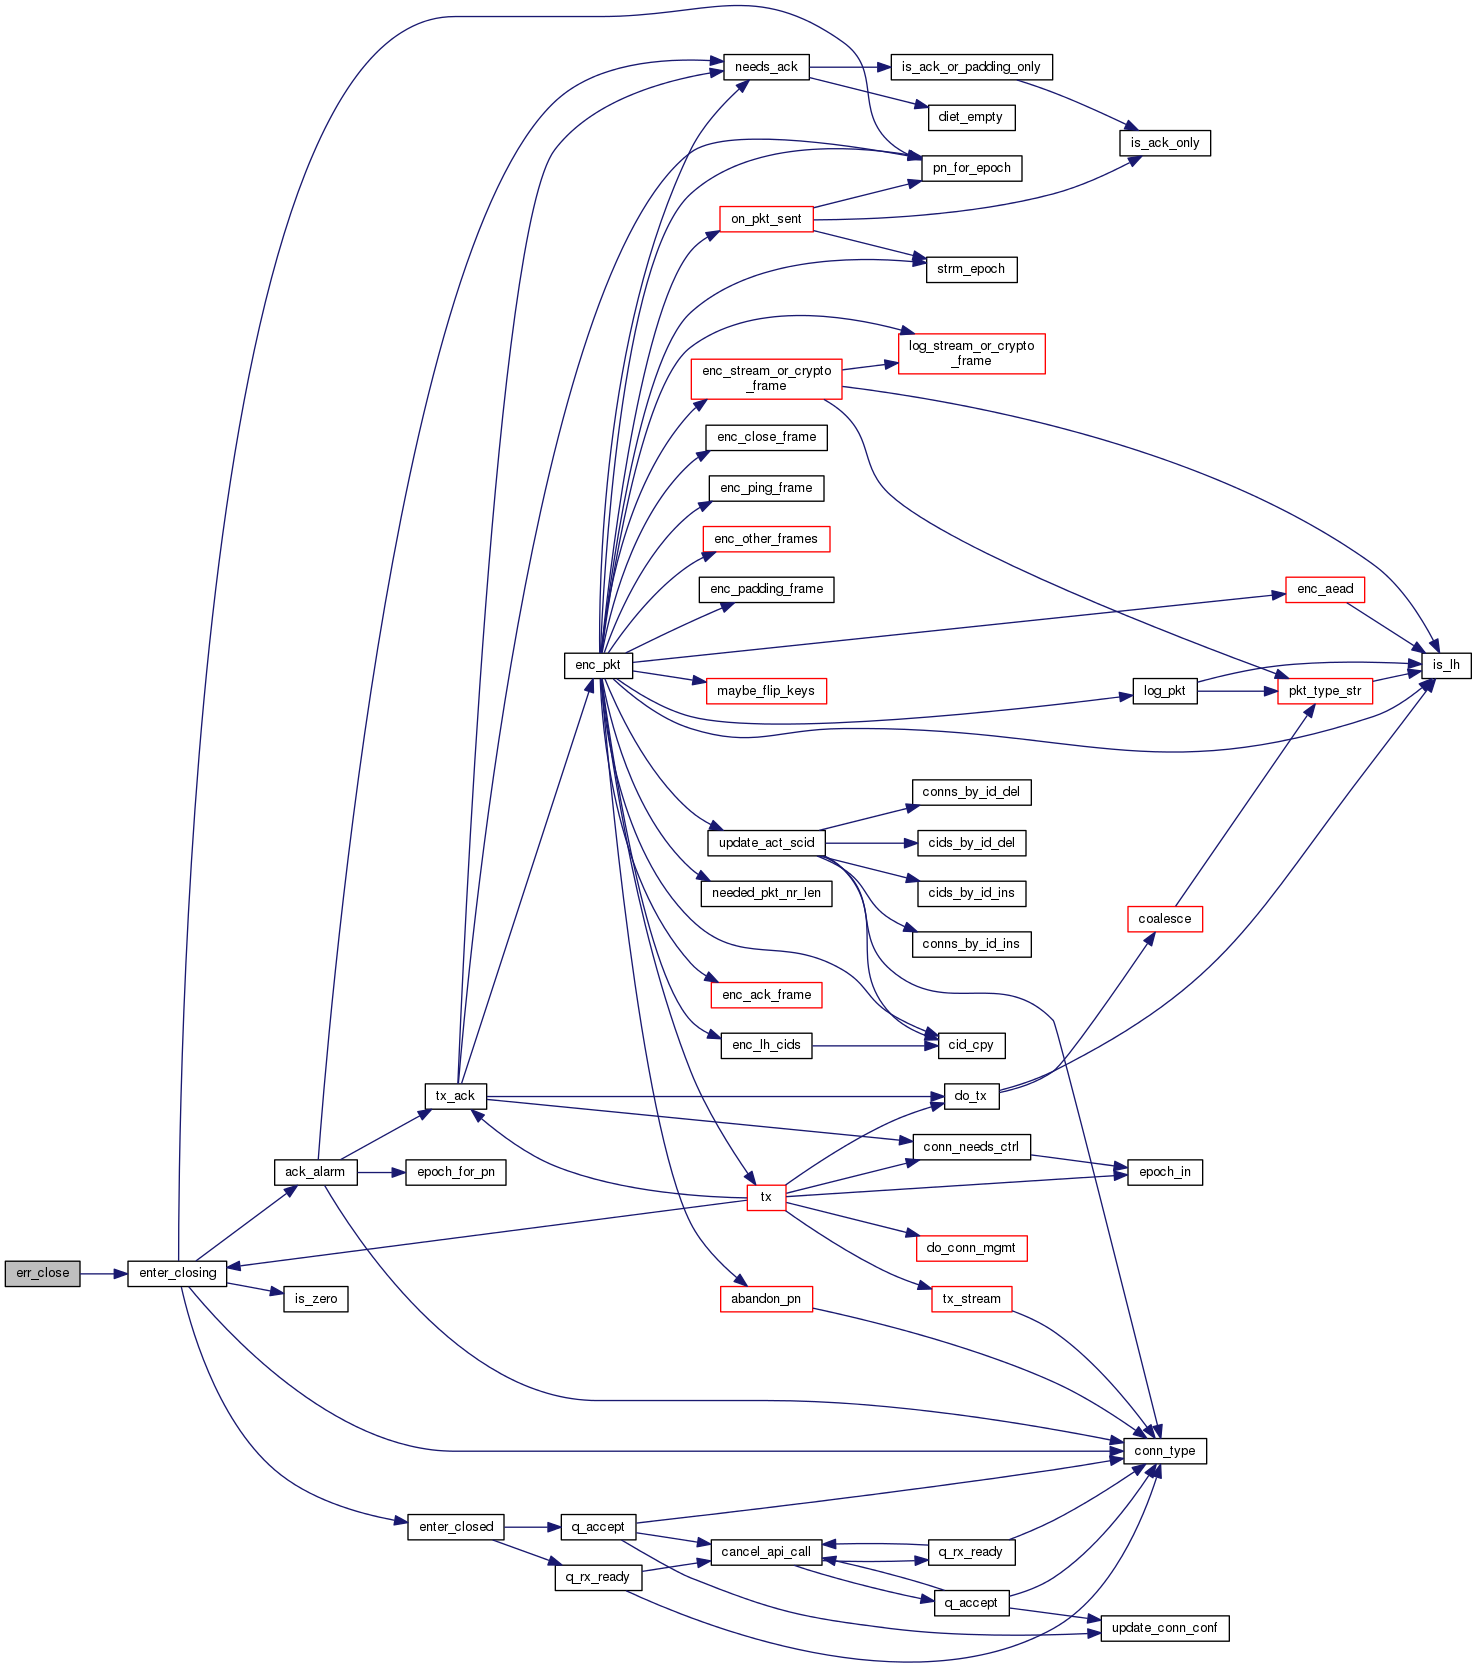 needs_ack
is_ack_or_padding_only
diet_empty
is_ack_only
pn_for_epoch
on_pkt_sent
strm_epoch
log_stream_or_crypto
_frame
enc_stream_or_crypto
_frame
enc_close_frame
enc_ping_frame
enc_other_frames
enc_padding_frame
enc_aead
enc_pkt
is_lh
maybe_flip_keys
log_pkt
pkt_type_str
conns_by_id_del
update_act_scid
cids_by_id_del
needed_pkt_nr_len
cids_by_id_ins
coalesce
conns_by_id_ins
enc_ack_frame
enc_lh_cids
cid_cpy
tx_ack
do_tx
conn_needs_ctrl
ack_alarm
epoch_for_pn
epoch_in
tx
do_conn_mgmt
err_close
enter_closing
is_zero
abandon_pn
tx_stream
conn_type
enter_closed
q_accept
cancel_api_call
q_rx_ready
q_rx_ready
q_accept
update_conn_conf